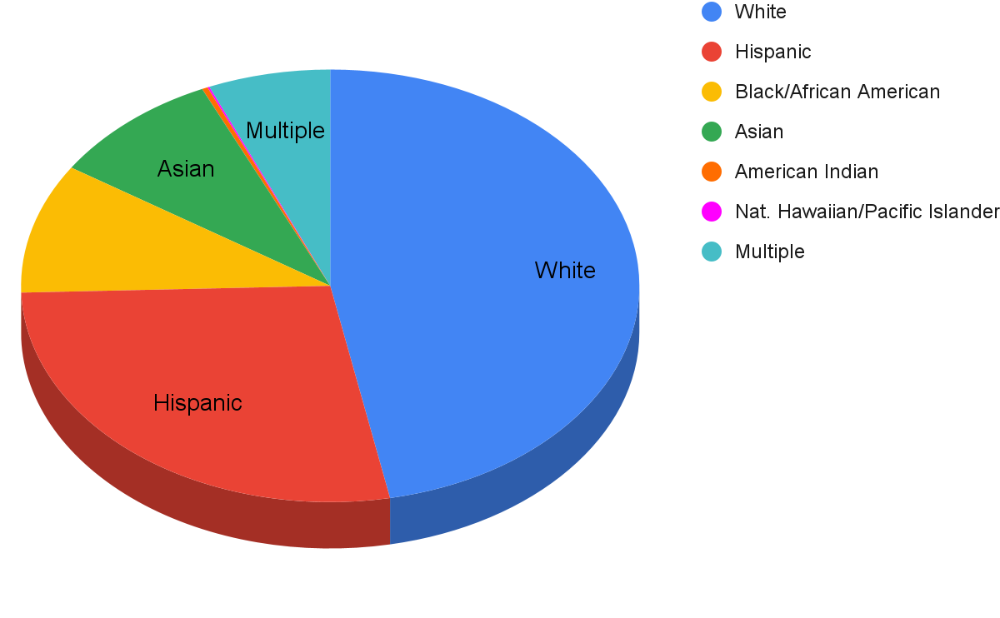 White
Hispanic
Black/African American
Asian
American Indian
Nat. Hawaiian/Pacific Islander
Multiple
Multiple
Asian
White
Hispanic